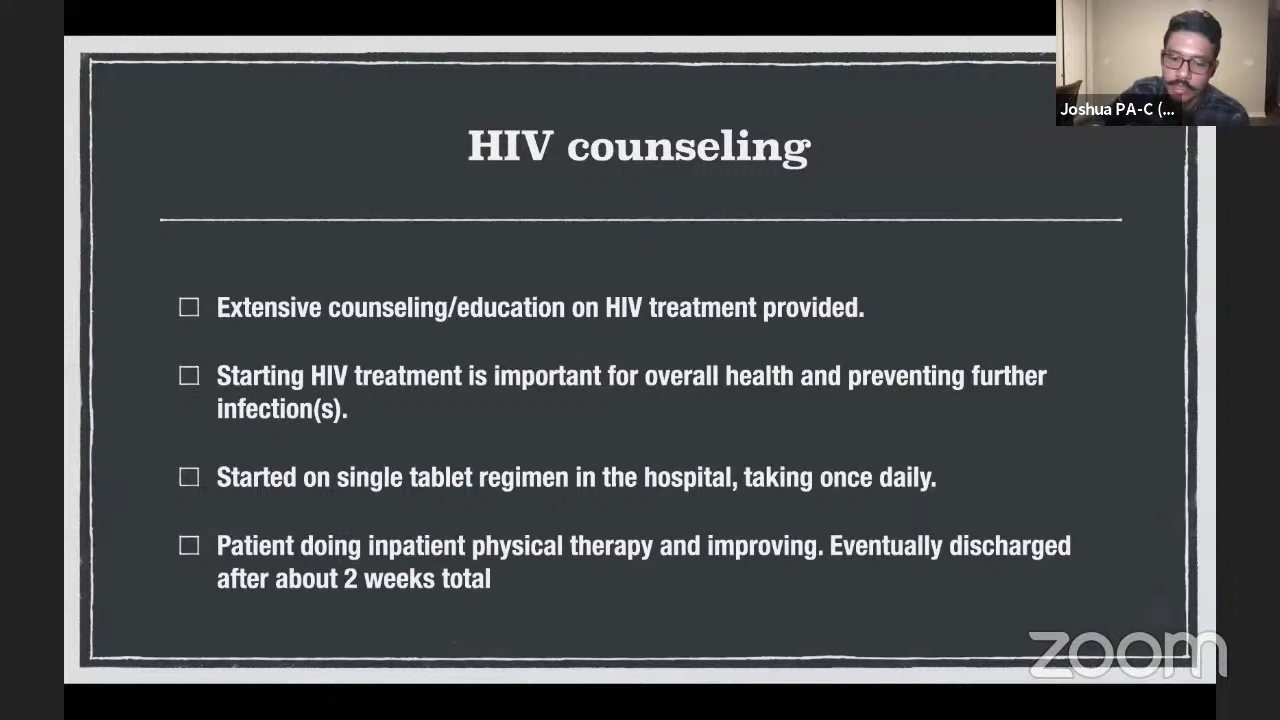 Joshua PA-C (...
HIV counseling
Extensive counseling/education on HIV treatment provided.
Starting HIV treatment is important for overall health and preventing further
infection(s).
Started on single tablet regimen in the hospital, taking once daily.
Patient doing inpatient physical therapy and improving. Eventually discharged
after about 2 weeks total
zoom